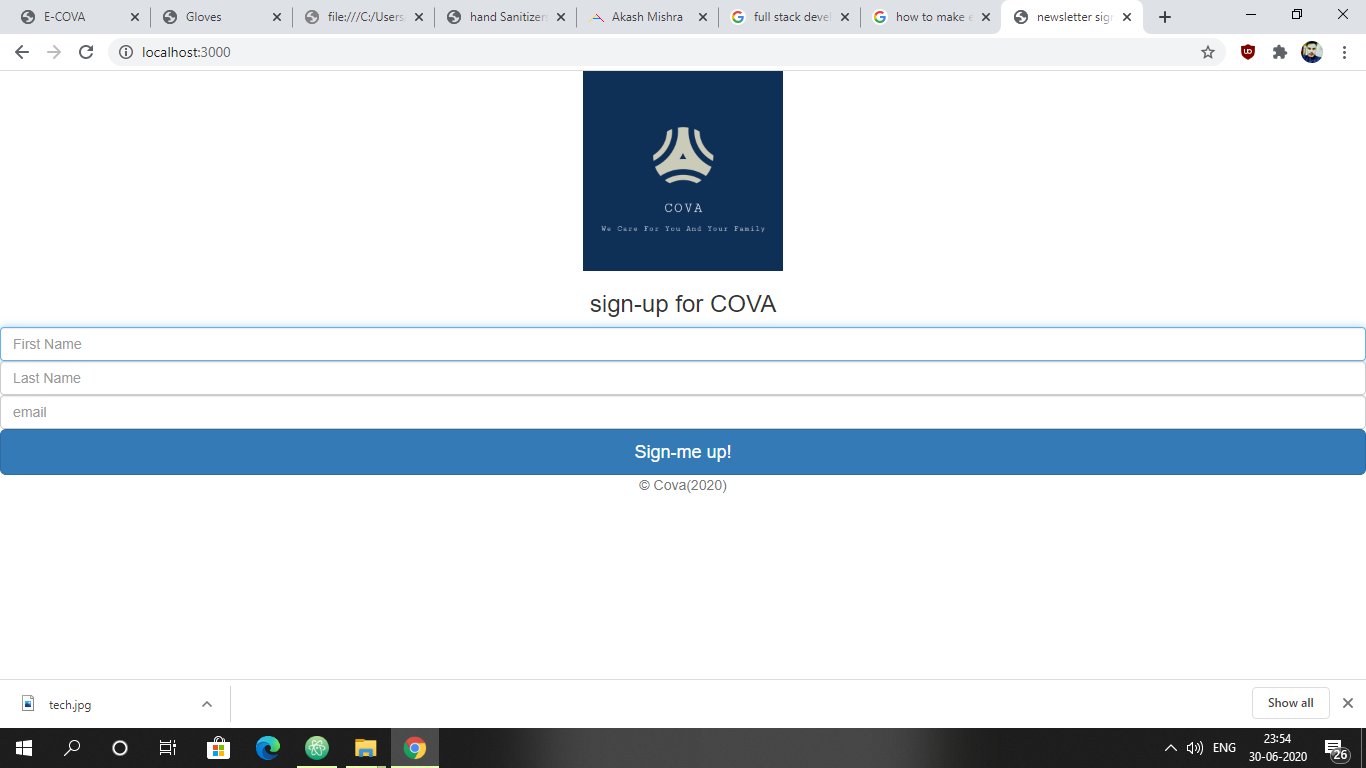 E-COVA
Gloves
file:///C:/Users
hand Sanitizer
Akash Mishra
full stack devel
how to make e
newsletter sig
localhost:3000
COVA
We Care For You And Your Family
sign-up for COVA
First Name
Last Name
email
Sign-me up!
© Cova(2020)
tech.jpg
Show all
ENG
23:54
30-06-2020
26